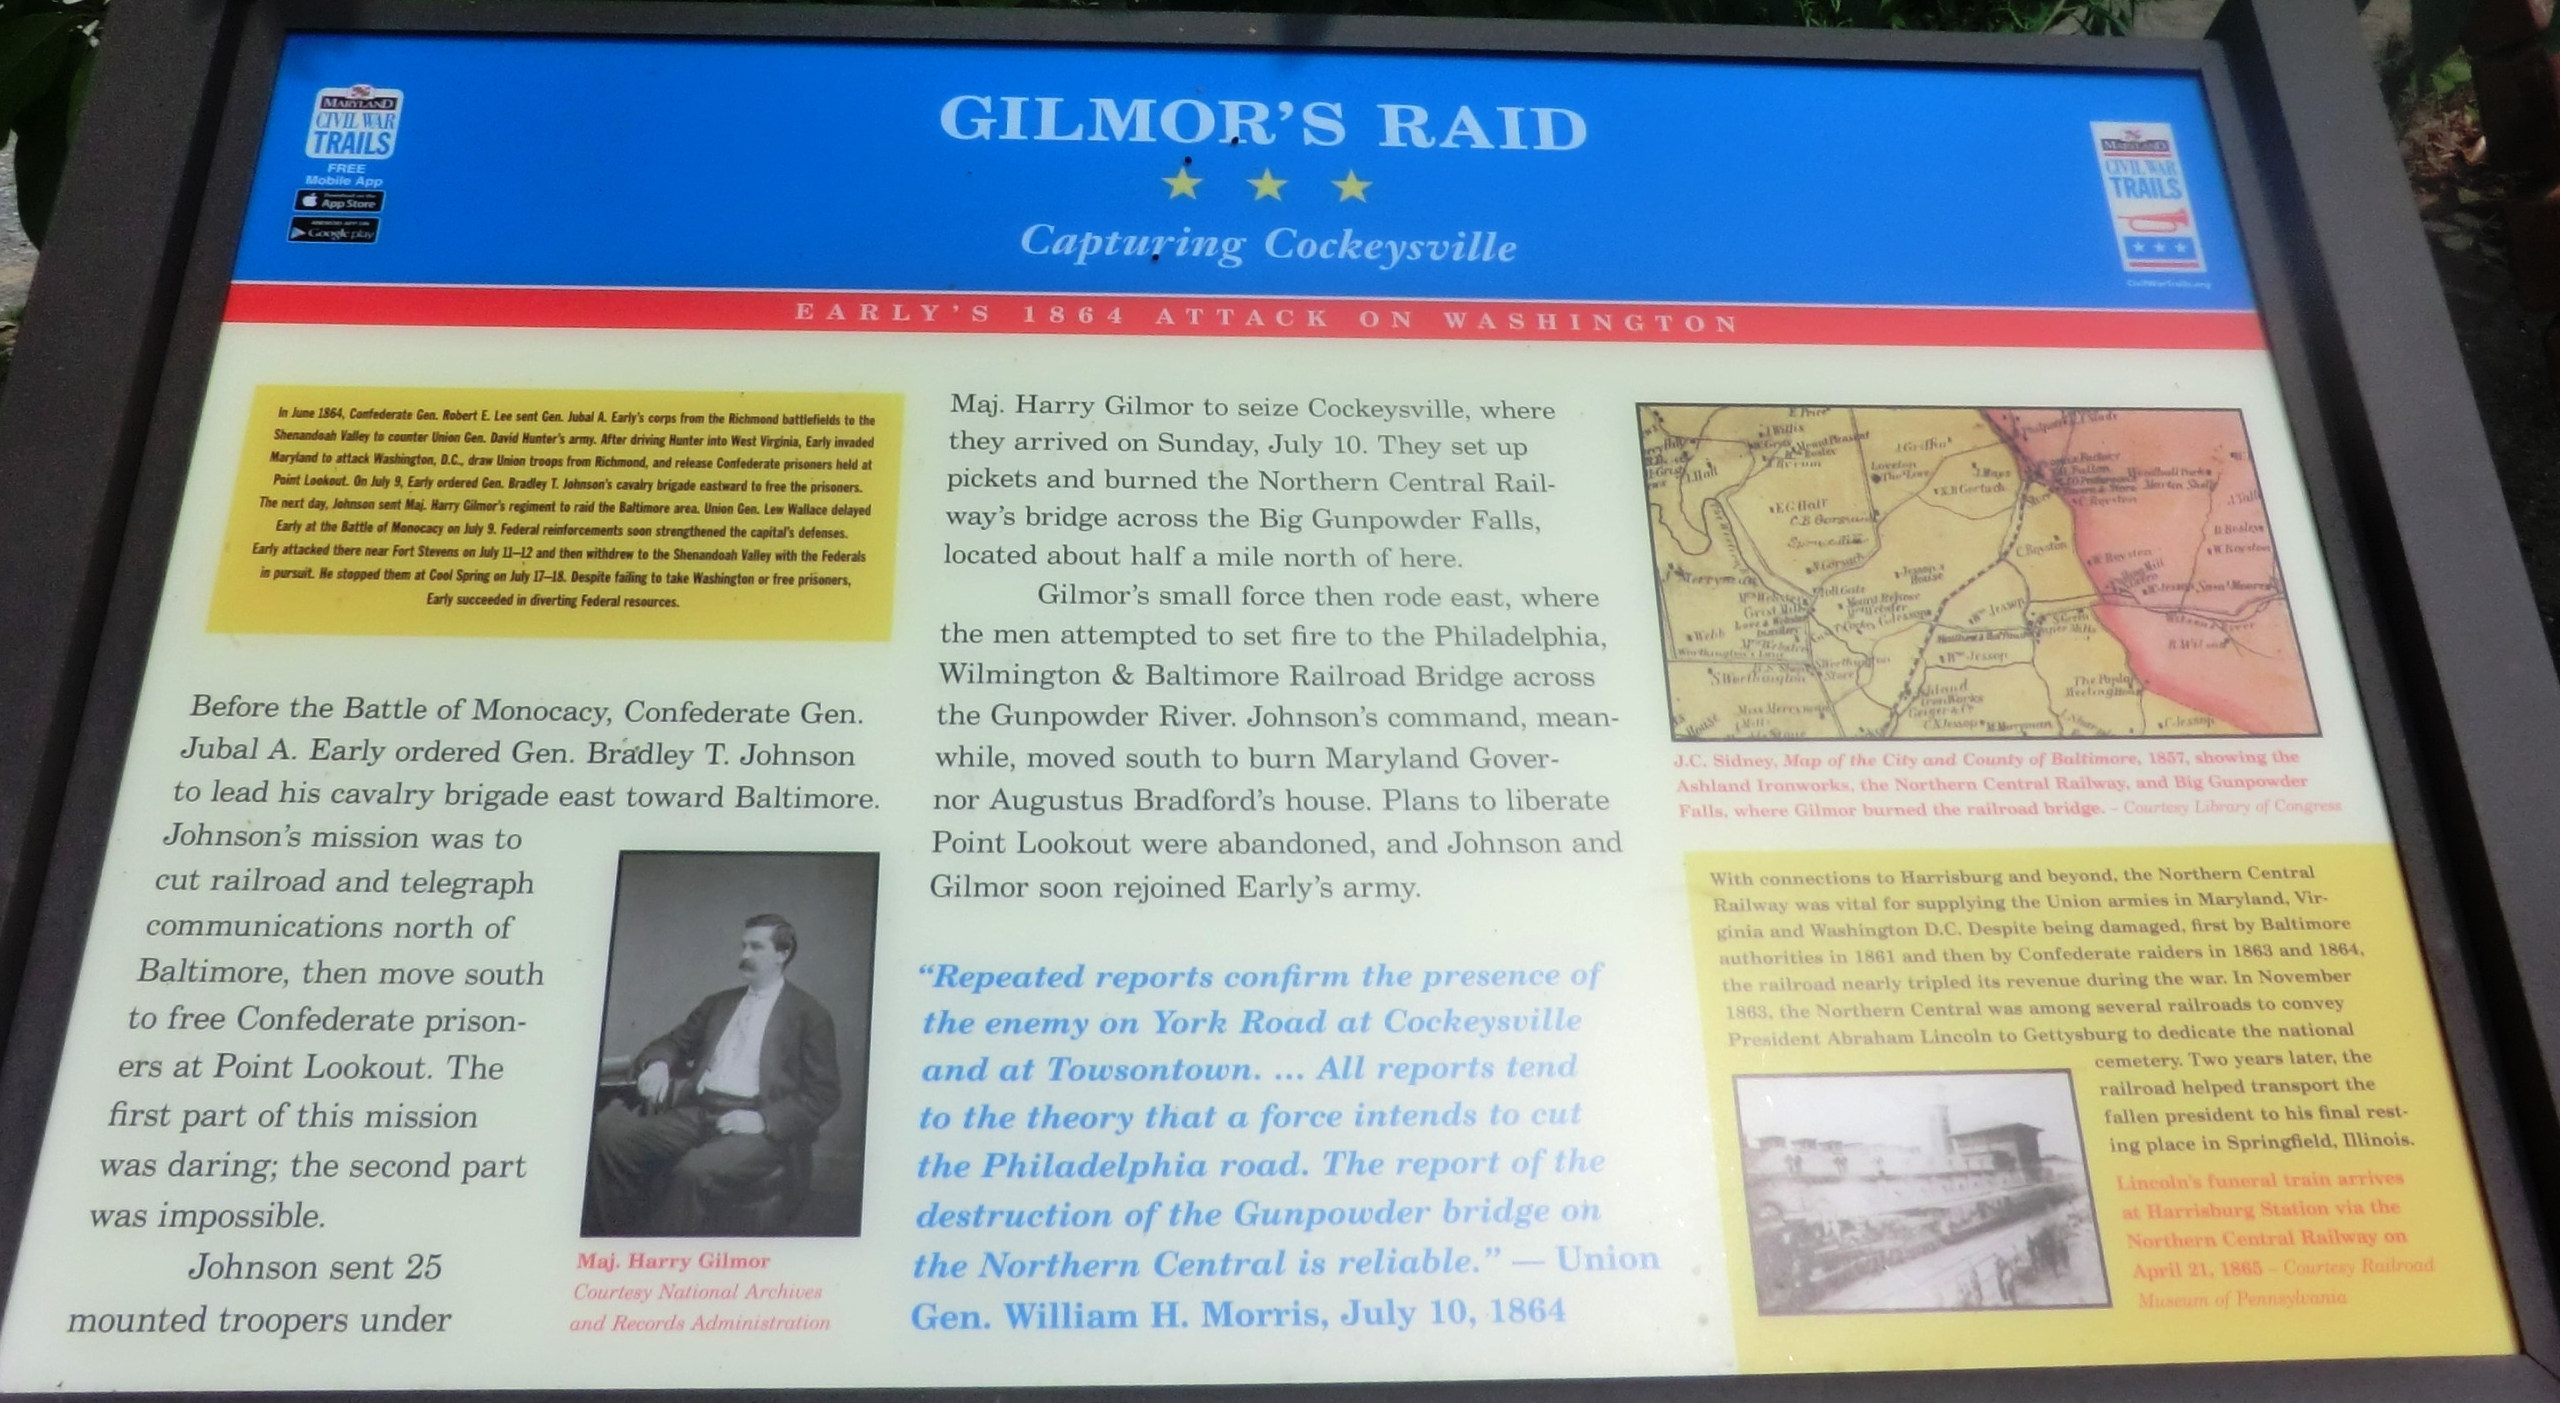 MARYLAND
CIVIL WAR
TRAILS
FREE
Mobile App
Download on the
App Store
ANDROID APP ON
Google play
GILMOR'S RAID
Capturing Cockeysville
MARYLAND
CIVIL WAR
TRAILS
CivilWarTrails.org
EARLY'S 1864 ATTACK ON WASHINGTON
In June 1864, Confederate Gen. Robert E. Lee sent Gen. Jubal A. Early's corps from the Richmond battlefields to the
Shenandoah Valley to counter Union Gen. David Hunter's army. After driving Hunter into West Virginia, Early invaded
Maryland to attack Washington, D.C., draw Union troops from Richmond, and release Confederate prisoners held at
Point Lookout. On July 9, Early ordered Gen. Bradley T. Johnson's cavalry brigade eastward to free the prisoners.
The next day, Johnson sent Maj. Harry Gilmor's regiment to raid the Baltimore area. Union Gen. Lew Wallace delayed
Early at the Battle of Monocacy on July 9. Federal reinforcements soon strengthened the capital's defenses.
Early attacked there near Fort Stevens on July 11–12 and then withdrew to the Shenandoah Valley with the Federals
in pursuit. He stopped them at Cool Spring on July 17–18. Despite failing to take Washington or free prisoners,
Early succeeded in diverting Federal resources.
Before the Battle of Monocacy, Confederate Gen.
Jubal A. Early ordered Gen. Bradley T. Johnson
to lead his cavalry brigade east toward Baltimore.
Johnson's mission was to
cut railroad and telegraph
communications north of
Baltimore, then move south
to free Confederate prison-
ers at Point Lookout. The
first part of this mission
was daring; the second part
was impossible.
Johnson sent 25
mounted troopers under
Maj. Harry Gilmor
Courtesy National Archives
and Records Administration
Maj. Harry Gilmor to seize Cockeysville, where
they arrived on Sunday, July 10. They set up
pickets and burned the Northern Central Rail-
way's bridge across the Big Gunpowder Falls,
located about half a mile north of here.
Gilmor's small force then rode east, where
the men attempted to set fire to the Philadelphia,
Wilmington & Baltimore Railroad Bridge across
the Gunpowder River. Johnson's command, mean-
while, moved south to burn Maryland Gover-
nor Augustus Bradford's house. Plans to liberate
Point Lookout were abandoned, and Johnson and
Gilmor soon rejoined Early's army.
“Repeated reports confirm the presence of
the enemy on York Road at Cockeysville
and at Towsontown. ... All reports tend
to the theory that a force intends to cut
the Philadelphia road. The report of the
destruction of the Gunpowder bridge on
the Northern Central is reliable.” — Union
Gen. William H. Morris, July 10, 1864
J.C. Sidney, Map of the City and County of Baltimore, 1857, showing the
Ashland Ironworks, the Northern Central Railway, and Big Gunpowder
Falls, where Gilmor burned the railroad bridge. – Courtesy Library of Congress
With connections to Harrisburg and beyond, the Northern Central
Railway was vital for supplying the Union armies in Maryland, Vir-
ginia and Washington D.C. Despite being damaged, first by Baltimore
authorities in 1861 and then by Confederate raiders in 1863 and 1864,
the railroad nearly tripled its revenue during the war. In November
1863, the Northern Central was among several railroads to convey
President Abraham Lincoln to Gettysburg to dedicate the national
cemetery. Two years later, the
railroad helped transport the
fallen president to his final rest-
ing place in Springfield, Illinois.
Lincoln's funeral train arrives
at Harrisburg Station via the
Northern Central Railway on
April 21, 1865 – Courtesy Railroad
Museum of Pennsylvania